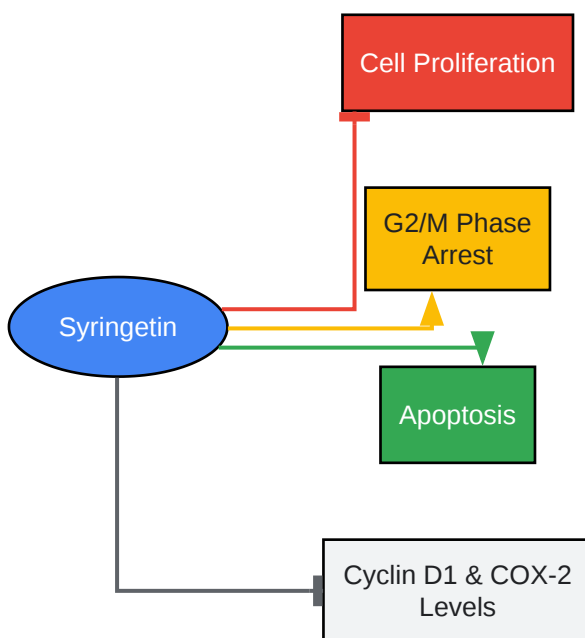 Cell Proliferation
G2/M Phase
Arrest
Syringetin
Apoptosis
Cyclin D1 & COX-2
Levels